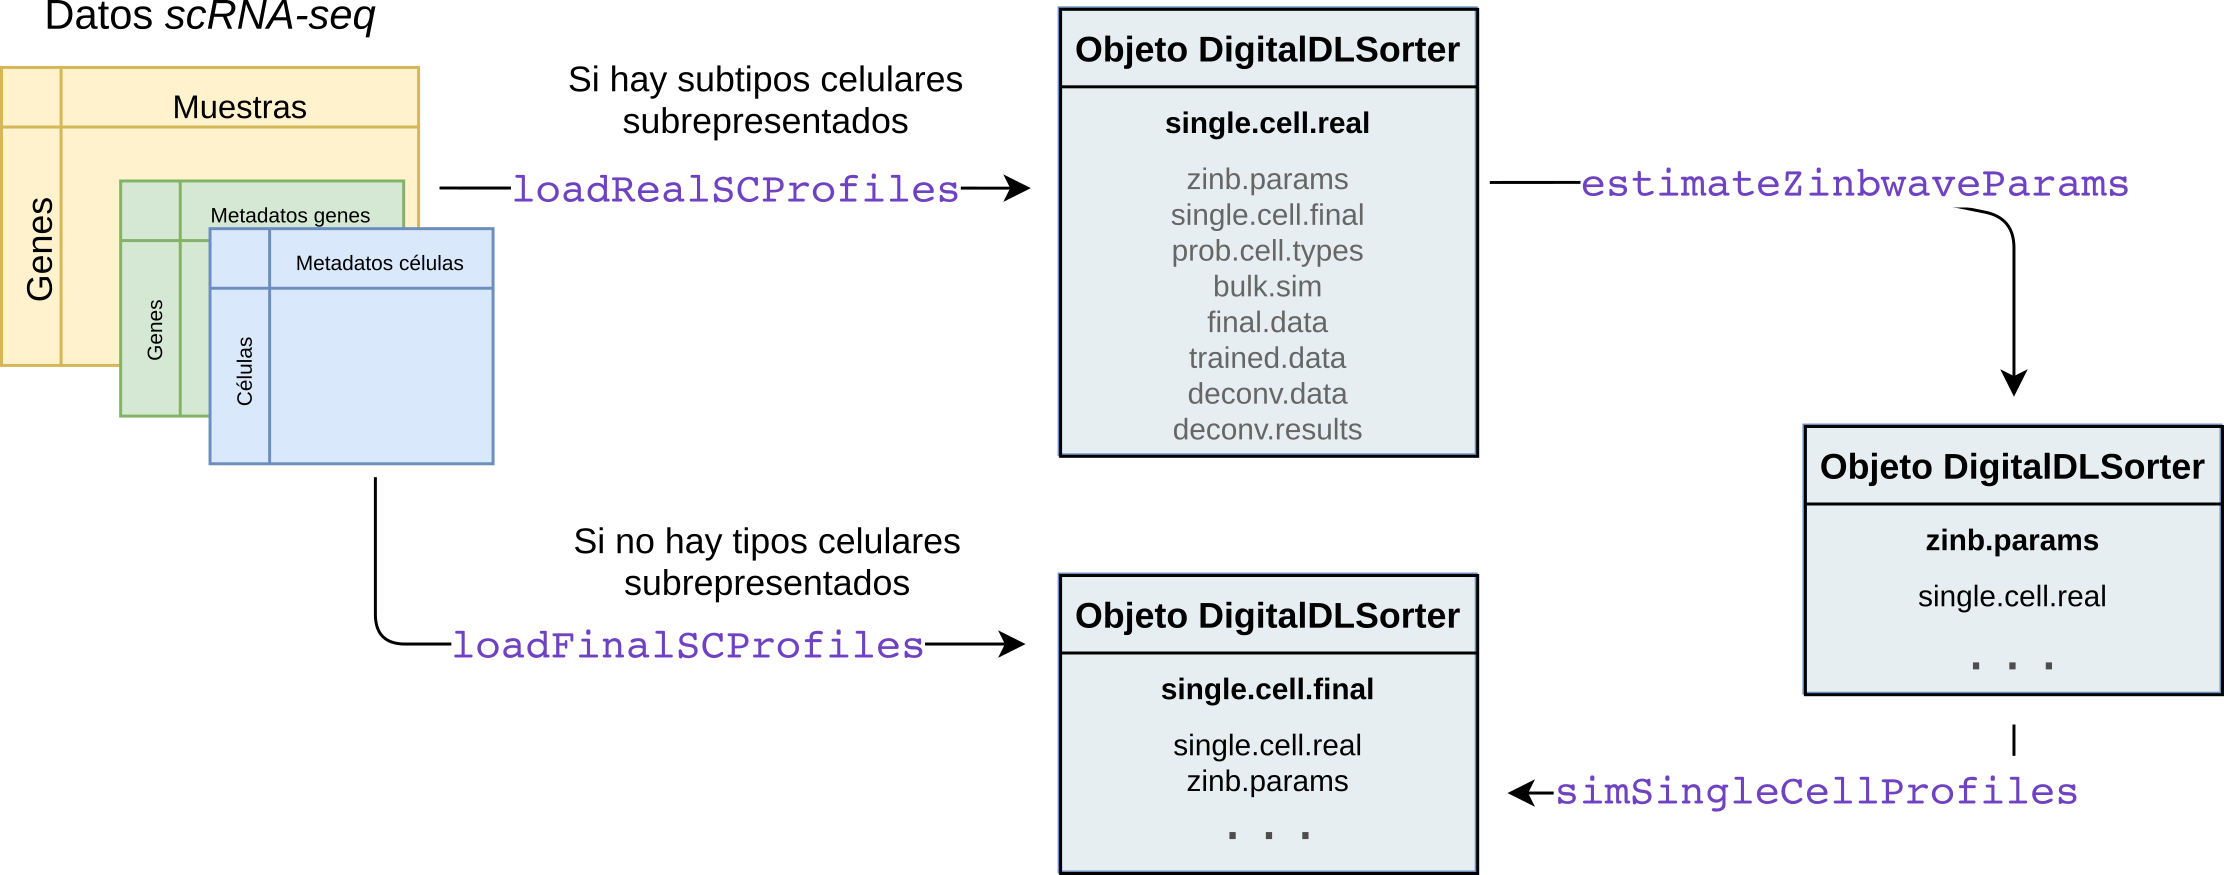 Datos scRNA-seq
Muestras
Genes
Metadatos genes
Genes
Metadatos células
Células
Si hay subtipos celulares
subrepresentados
loadRealSCProfiles
Objeto DigitalDLSorter
single.cell.real
zinb.params
single.cell.final
prob.cell.types
bulk.sim
final.data
trained.data
deconv.data
deconv.results
estimateZinbwaveParams
Objeto DigitalDLSorter
zinb.params
single.cell.real
. . .
simSingleCellProfiles
Si no hay tipos celulares
subrepresentados
loadFinalSCProfiles
Objeto DigitalDLSorter
single.cell.final
single.cell.real
zinb.params
. . .